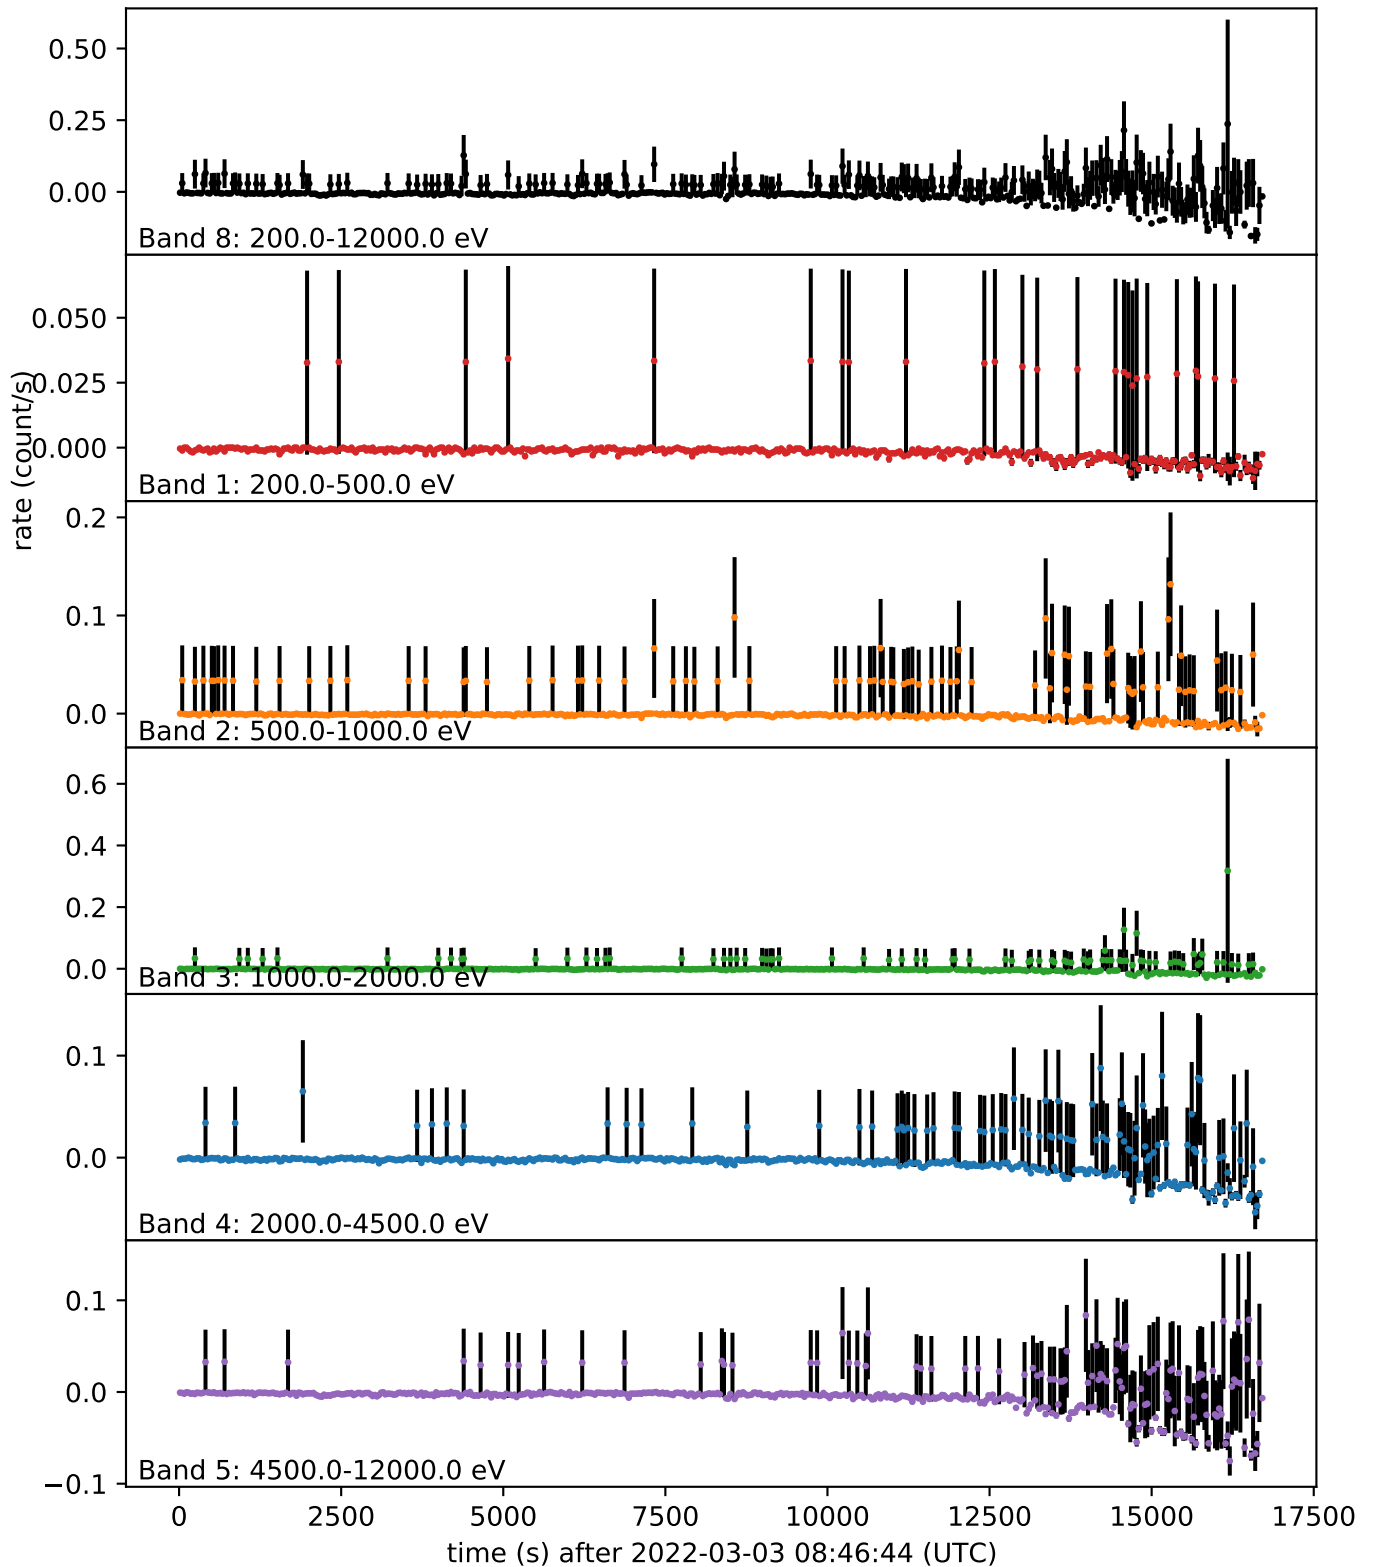 0.50
0.25
0.00
Band 8: 200.0-12000.0 eV
0.050
0.025
0.000
Band 1: 200.0-500.0 eV
rate (count/s)
0.2
0.1
0.0
Band 2: 500.0-1000.0 eV
0.6
0.4
0.2
0.0
Band 3: 1000.0-2000.0 eV
0.1
0.0
Band 4: 2000.0-4500.0 eV
0.1
0.0
−0.1
Band 5: 4500.0-12000.0 eV
0 2500 5000 7500 10000 12500 15000 17500
time (s) after 2022-03-03 08:46:44 (UTC)